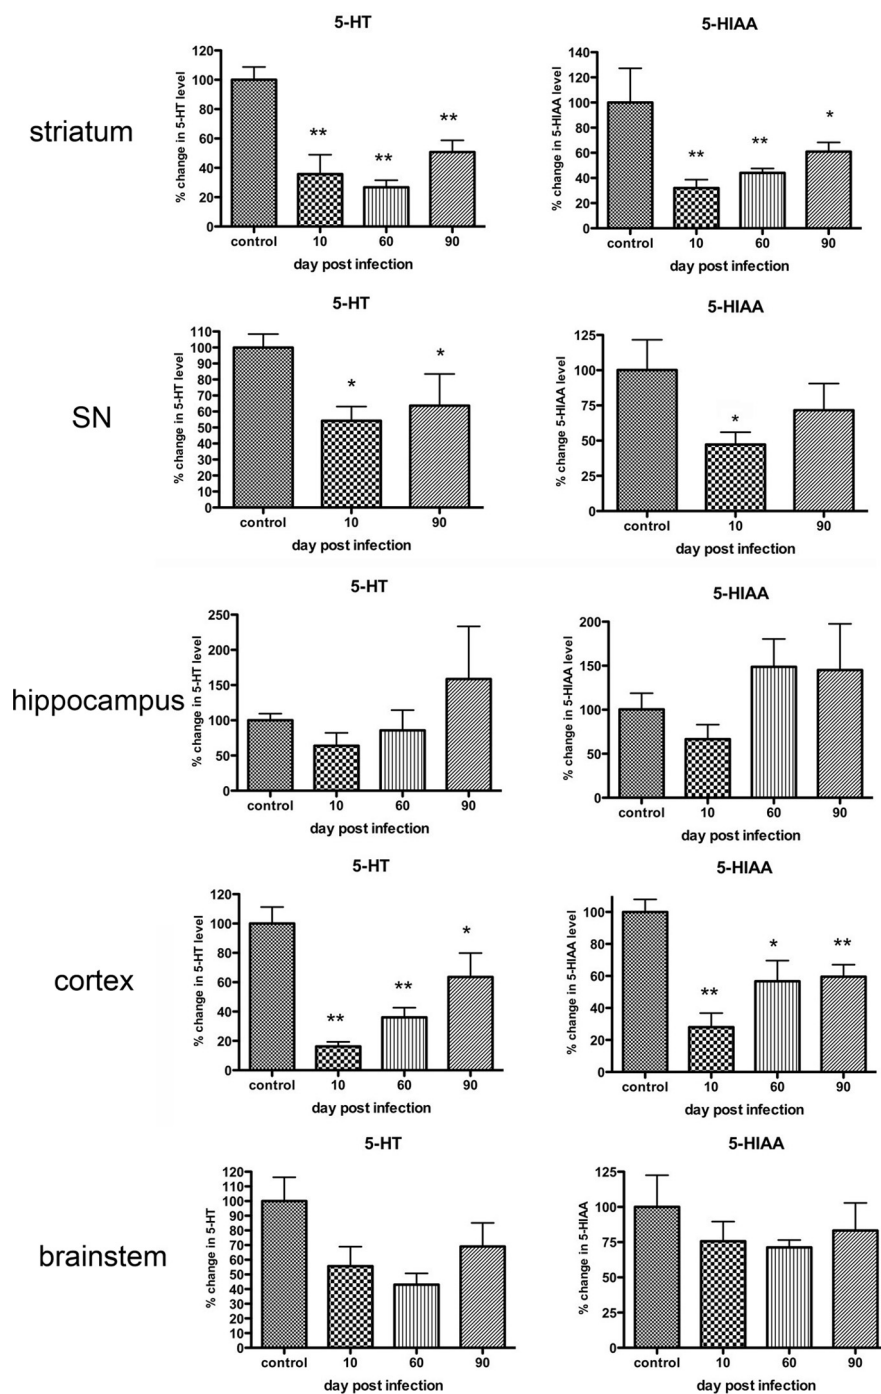 5-HT
5-HIAA
striatum
% change in 5-HT level
120
100
80
60
40
20
0
**
**
**
control 10 60 90
day post infection
% change in 5-HIAA level
140
120
100
80
60
40
20
0
**
**
*
control 10 60 90
day post infection
5-HT
5-HIAA
SN
% change in 5-HT level
110
100
90
80
70
60
50
40
30
20
10
0
*
*
control 10 90
day post infection
% change 5-HIAA level
125
100
75
50
25
0
*
control 10 90
day post infection
5-HT
5-HIAA
hippocampus
% change in 5-HT level
250
200
150
100
50
0
control 10 60 90
day post infection
% change in 5-HIAA level
200
150
100
50
0
control 10 60 90
day post infection
5-HT
5-HIAA
cortex
% change in 5-HT level
120
100
80
60
40
20
0
**
**
*
control 10 60 90
day post infection
% change in 5-HIAA level
100
80
60
40
20
0
**
*
**
control 10 60 90
day post infection
5-HT
5-HIAA
brainstem
% change in 5-HT
120
110
100
90
80
70
60
50
40
30
20
10
0
control 10 60 90
day post infection
% change in 5-HIAA
125
100
75
50
25
0
control 10 60 90
day post infection